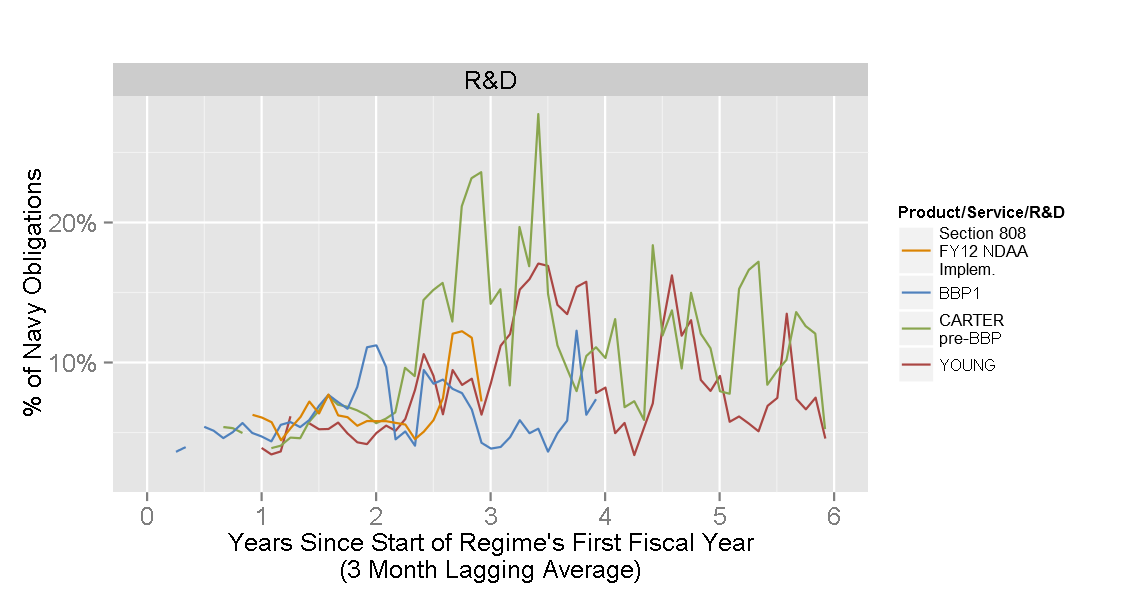 R&D
% of Navy Obligations
20%
10%
0
1
2
3
4
5
6
Years Since Start of Regime's First Fiscal Year
(3 Month Lagging Average)
Product/Service/R&D
Section 808
FY12 NDAA
Implem.
BBP1
CARTER
pre-BBP
YOUNG